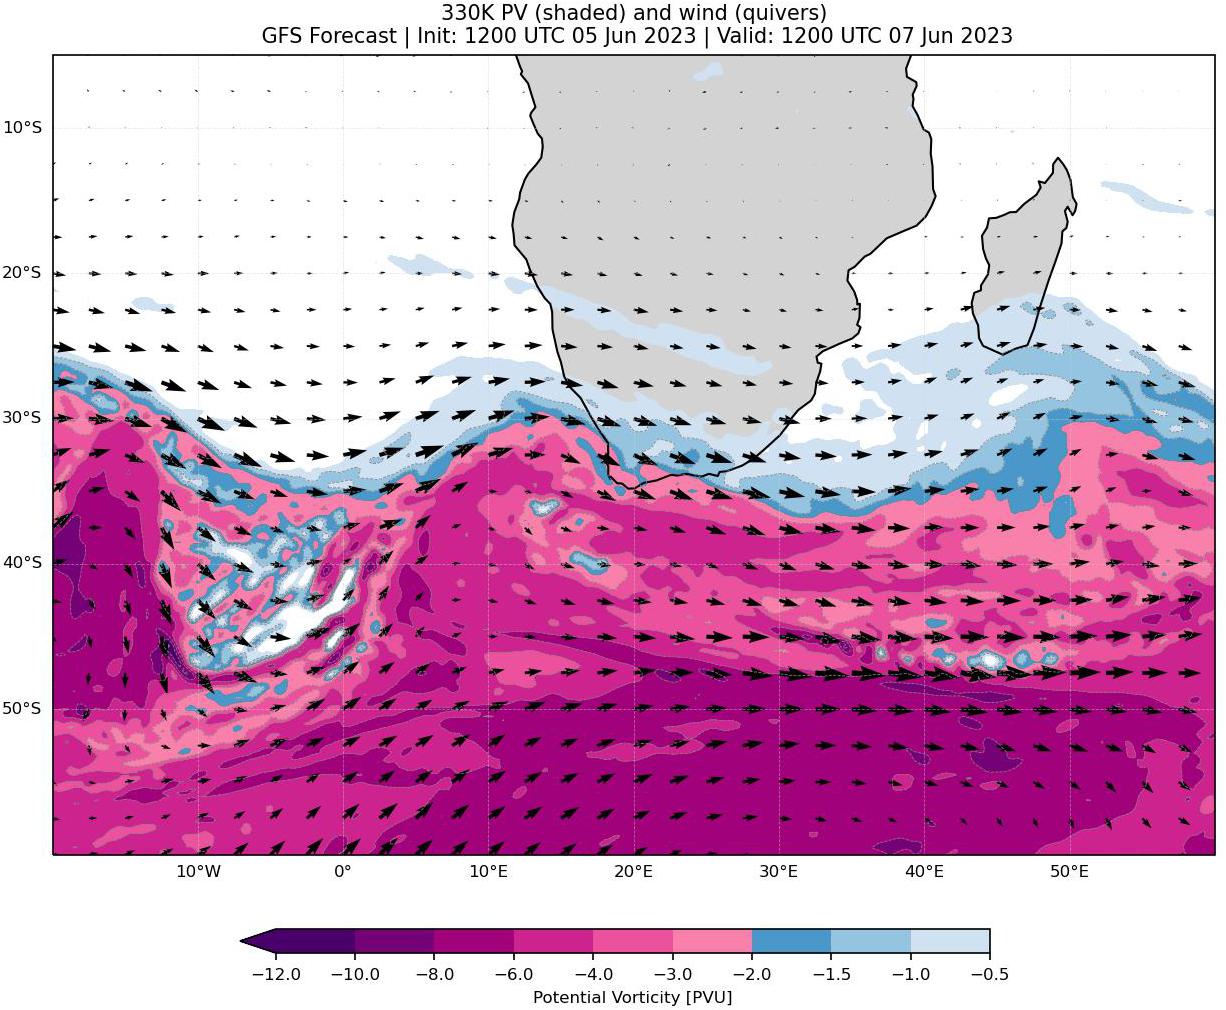 330K PV (shaded) and wind (quivers)
GFS Forecast | Init: 1200 UTC 05 Jun 2023 | Valid: 1200 UTC 07 Jun 2023
10°S
20°S
30°S
40°S
50°S
10°W 0° 10°E 20°E 30°E 40°E 50°E
−12.0 −10.0 −8.0 −6.0 −4.0 −3.0 −2.0 −1.5 −1.0 −0.5
Potential Vorticity [PVU]